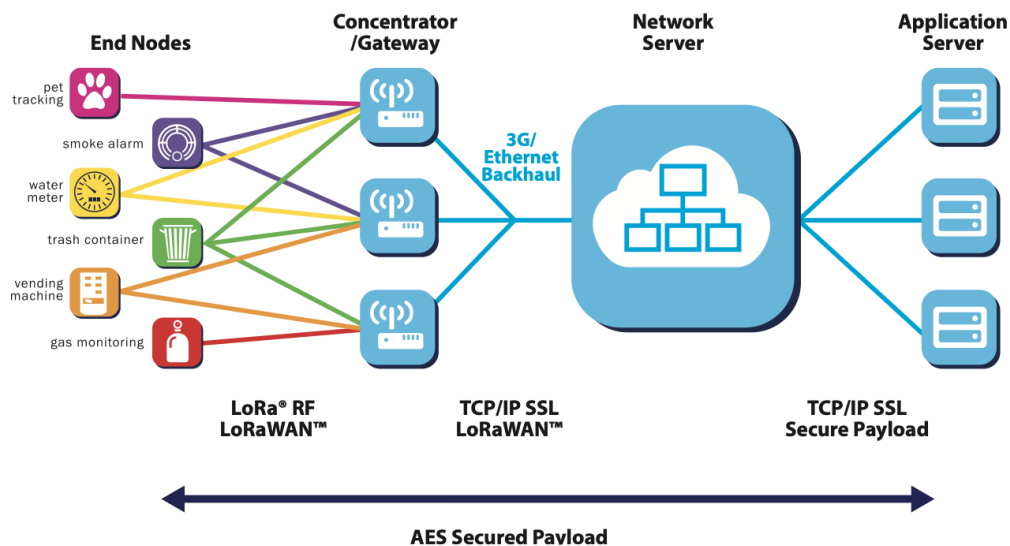 End Nodes
Concentrator
/Gateway
Network
Server
Application
Server
pet
tracking
smoke alarm
water
meter
trash container
vending
machine
gas monitoring
3G/
Ethernet
Backhaul
LoRa® RF
LoRaWAN™
TCP/IP SSL
LoRaWAN™
TCP/IP SSL
Secure Payload
AES Secured Payload